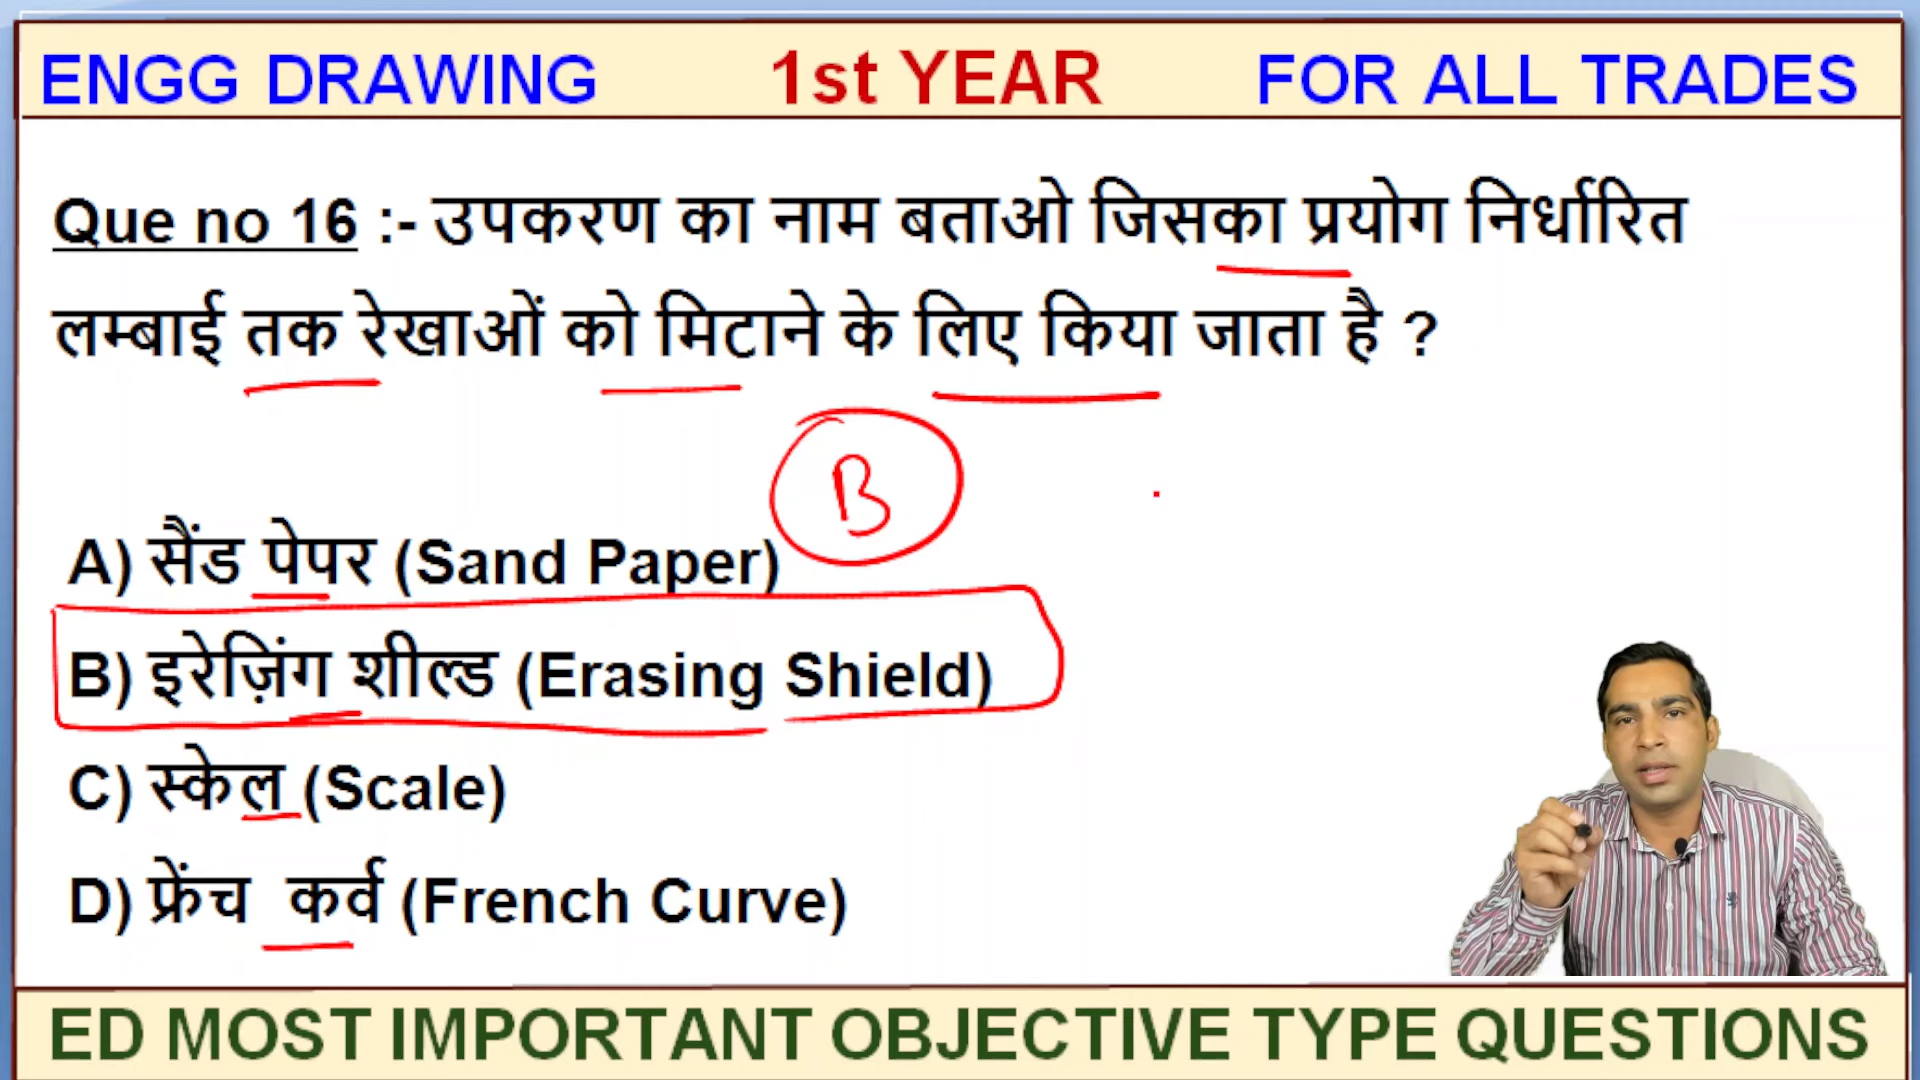 ENGG DRAWING 1st YEAR FOR ALL TRADES
Que no 16 :- उपकरण का नाम बताओ जिसका प्रयोग निर्धारित
लम्बाई तक रेखाओं को मिटाने के लिए किया जाता है ?
B
A) सैंड पेपर (Sand Paper)
B) इरेज़िंग शील्ड (Erasing Shield)
C) स्केल (Scale)
D) फ्रेंच कर्व (French Curve)
ED MOST IMPORTANT OBJECTIVE TYPE QUESTIONS